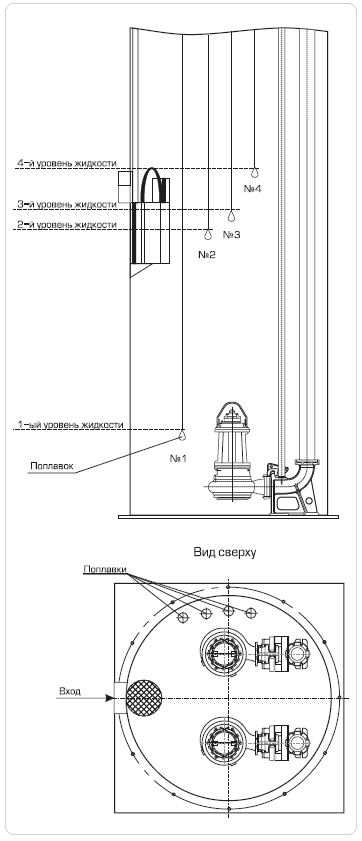 4-й уровень жидкости
№4
3-й уровень жидкости
№3
2-й уровень жидкости
№2
1-ый уровень жидкости
№1
Поплавок
Вид сверху
Поплавки
Вход